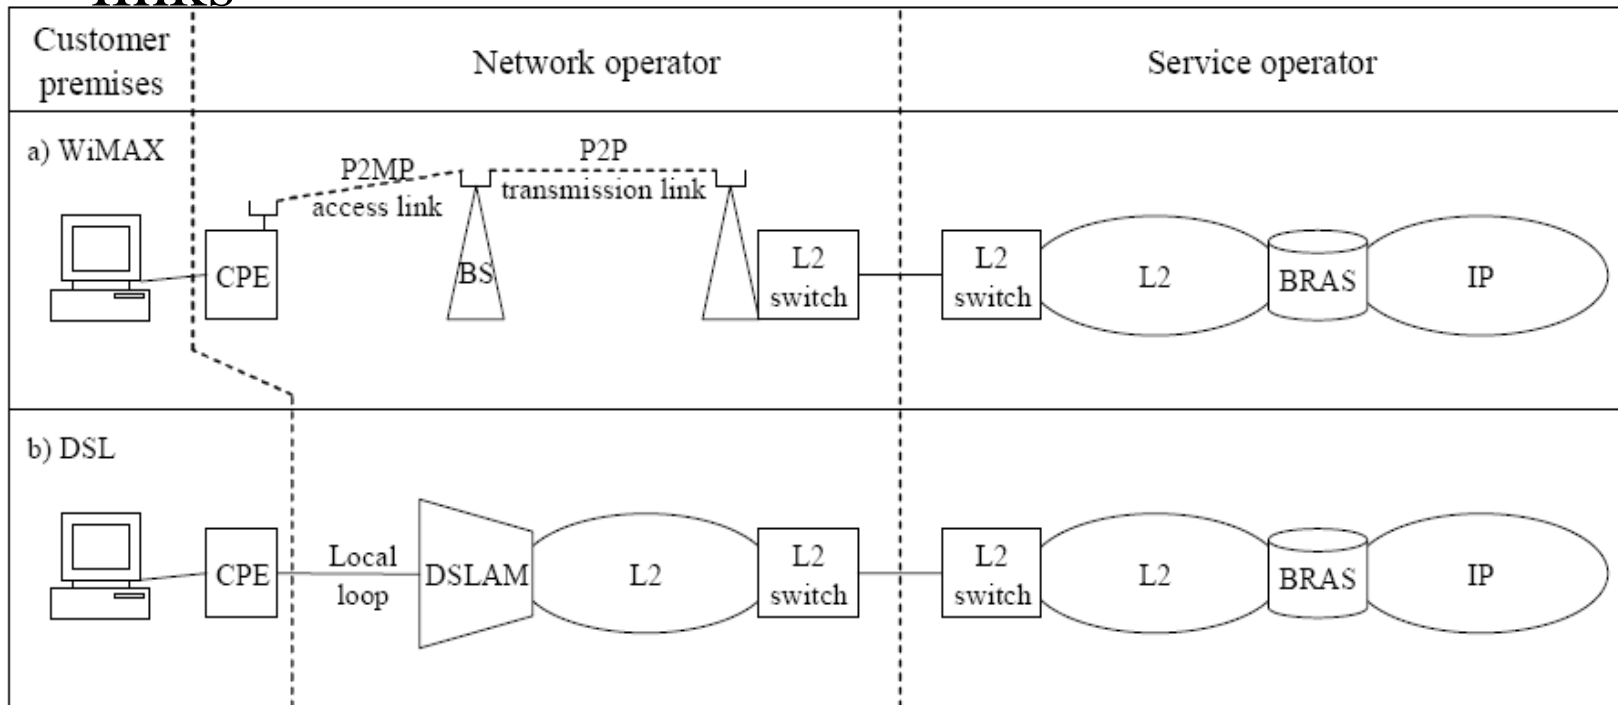 links
Customer
premises
Network operator
Service operator
a) WiMAX
P2MP
access link
P2P
transmission link
CPE
BS
L2
switch
L2
switch
L2
BRAS
IP
b) DSL
CPE
Local
loop
DSLAM
L2
L2
switch
L2
switch
L2
BRAS
IP